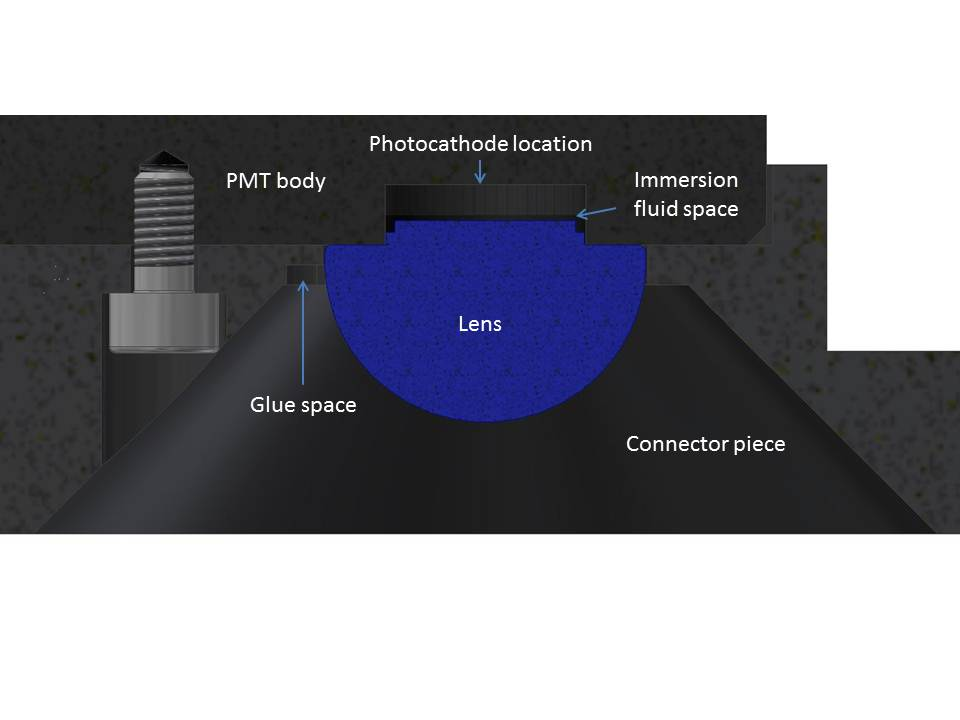 Photocathode location
PMT body
Immersion
fluid space
Lens
Glue space
Connector piece